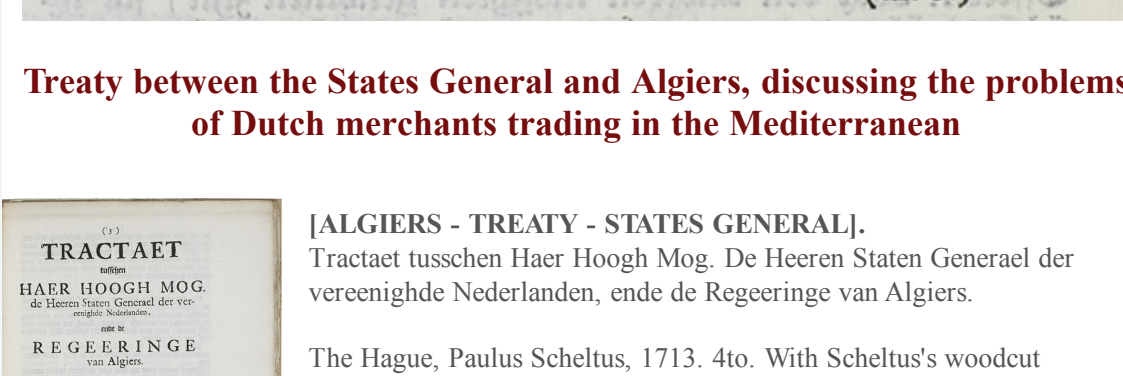 Treaty between the States General and Algiers, discussing the problems
of Dutch merchants trading in the Mediterranean
(3)
TRACTAET
tusschen
HAER HOOGH MOG.
de Heeren Staten Generael der ver-
eenighde Nederlanden,
ende de
REGEERINGE
van Algiers.
[ALGIERS - TREATY - STATES GENERAL].
Tractaet tusschen Haer Hoogh Mog. De Heeren Staten Generael der
vereenighde Nederlanden, ende de Regeeringe van Algiers.
The Hague, Paulus Scheltus, 1713. 4to. With Scheltus's woodcut